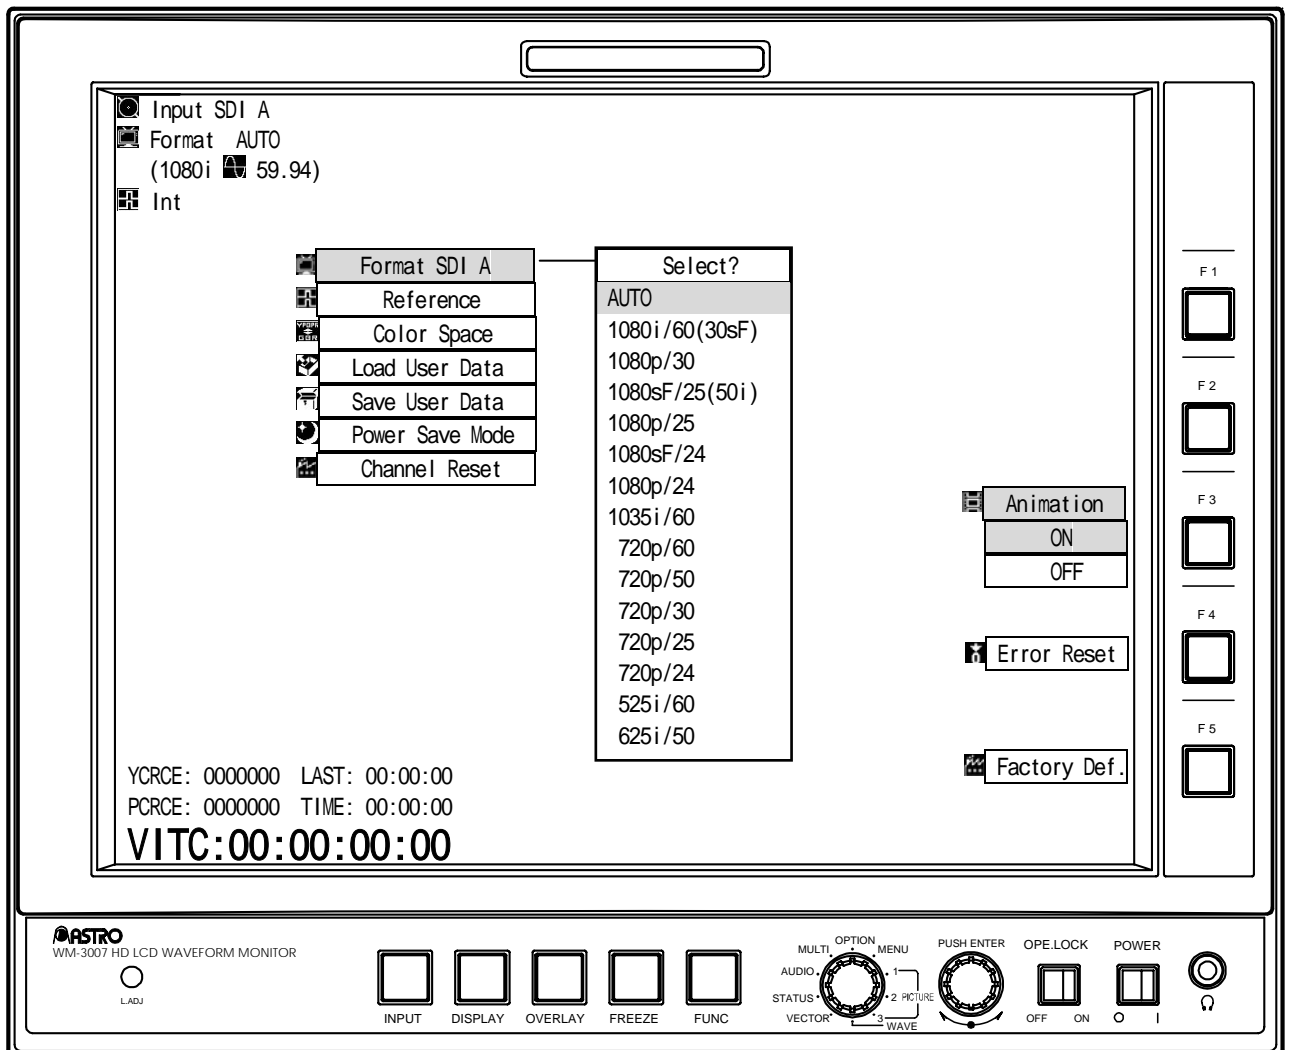 Input SDI A
Format AUTO
(1080i 59.94)
Int
Format SDI A
Reference
Color Space
Load User Data
Save User Data
Power Save Mode
Channel Reset
Select?
AUTO
1080i/60(30sF)
1080p/30
1080sF/25(50i)
1080p/25
1080sF/24
1080p/24
1035i/60
720p/60
720p/50
720p/30
720p/25
720p/24
525i/60
625i/50
Animation
ON
OFF
Error Reset
Factory Def.
F1
F2
F3
F4
F5
YCRCE: 0000000 LAST: 00:00:00
PCRCE: 0000000 TIME: 00:00:00
VITC:00:00:00:00
ASTRO
WM-3007 HD LCD WAVEFORM MONITOR
L.ADJ
INPUT DISPLAY OVERLAY FREEZE FUNC
OPTION
MULTI MENU
AUDIO 1
STATUS 2 PICTURE
VECTOR 3
WAVE
PUSH ENTER
OPE.LOCK
OFF ON
POWER
O I